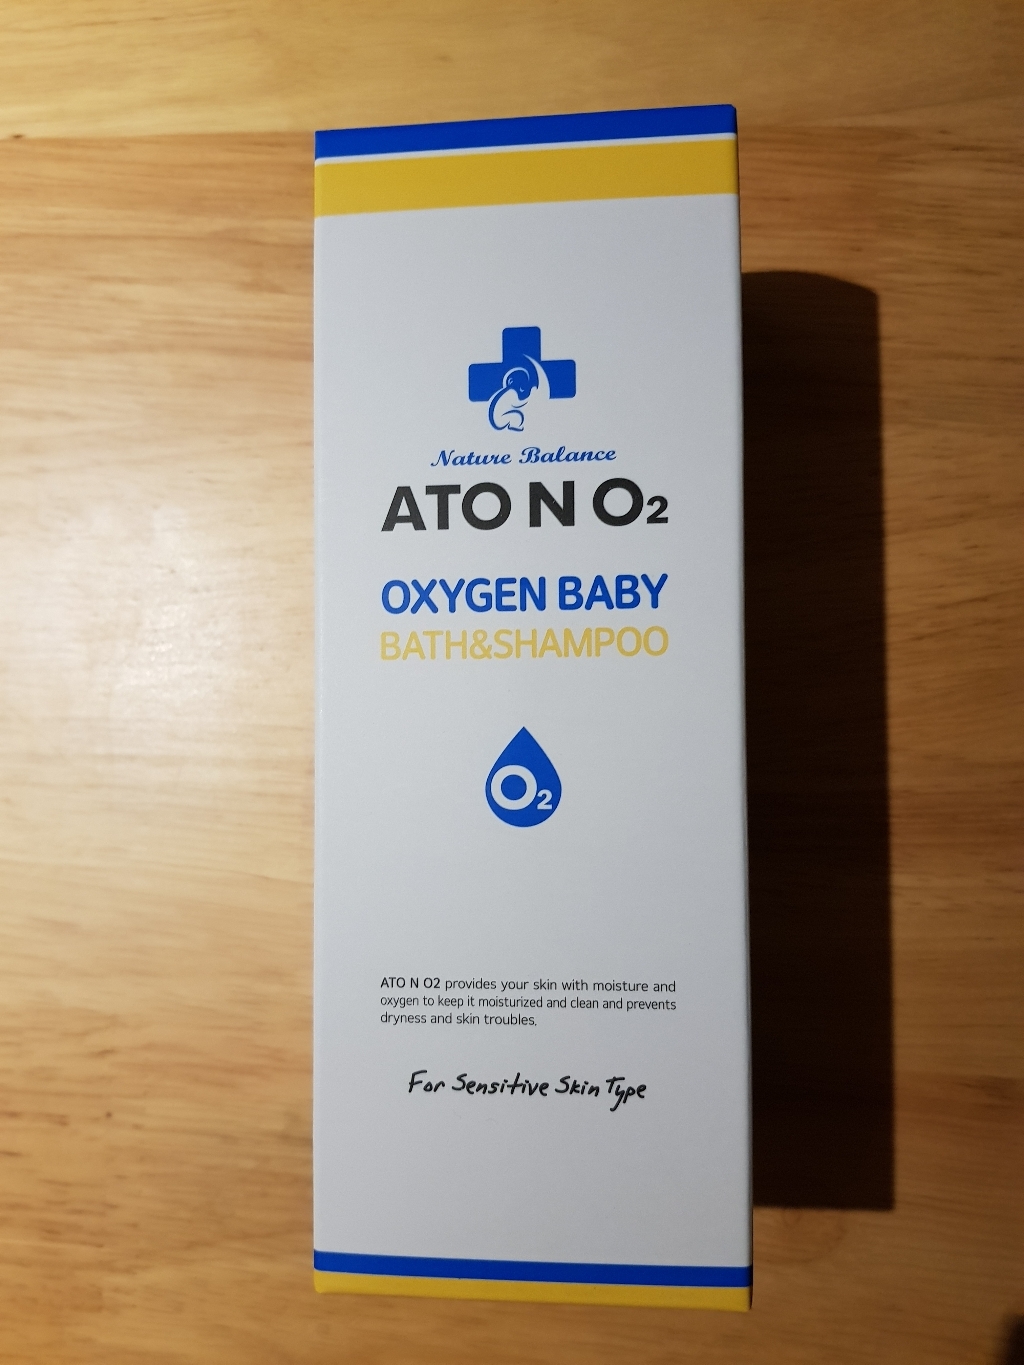 Nature Balance
ATO N O2
OXYGEN BABY
BATH&SHAMPOO
O2
ATO N O2 provides your skin with moisture and
oxygen to keep it moisturized and clean and prevents
dryness and skin troubles.
For Sensitive Skin Type